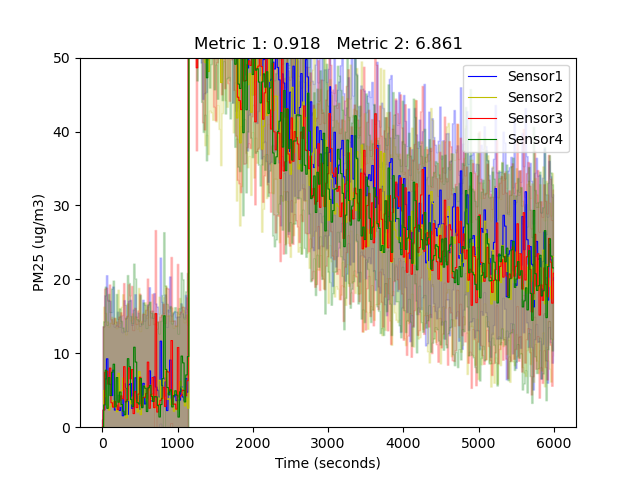 Metric 1: 0.918   Metric 2: 6.861
50
40
30
20
10
0
PM25 (ug/m3)
Sensor1
Sensor2
Sensor3
Sensor4
0 1000 2000 3000 4000 5000 6000
Time (seconds)